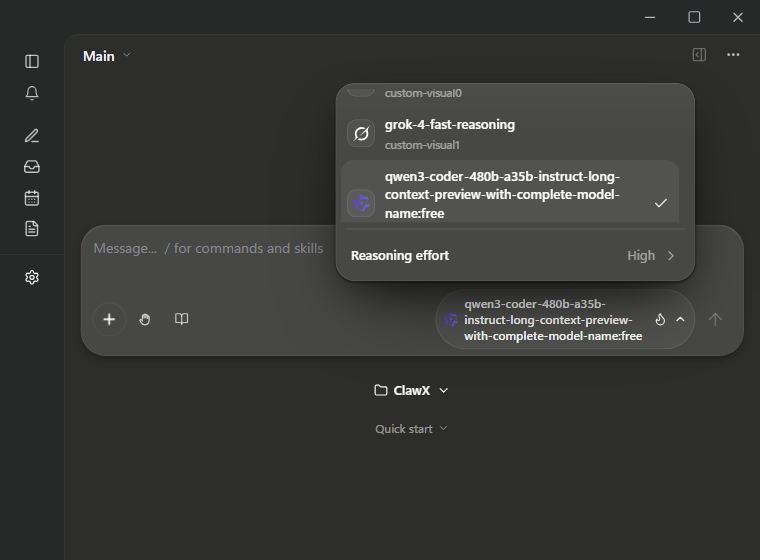 Main
custom-visual0
grok-4-fast-reasoning
custom-visual1
qwen3-coder-480b-a35b-instruct-long-
context-preview-with-complete-model-
name:free
Reasoning effort
High
Message... / for commands and skills
qwen3-coder-480b-a35b-
instruct-long-context-preview-
with-complete-model-name:free
ClawX
Quick start